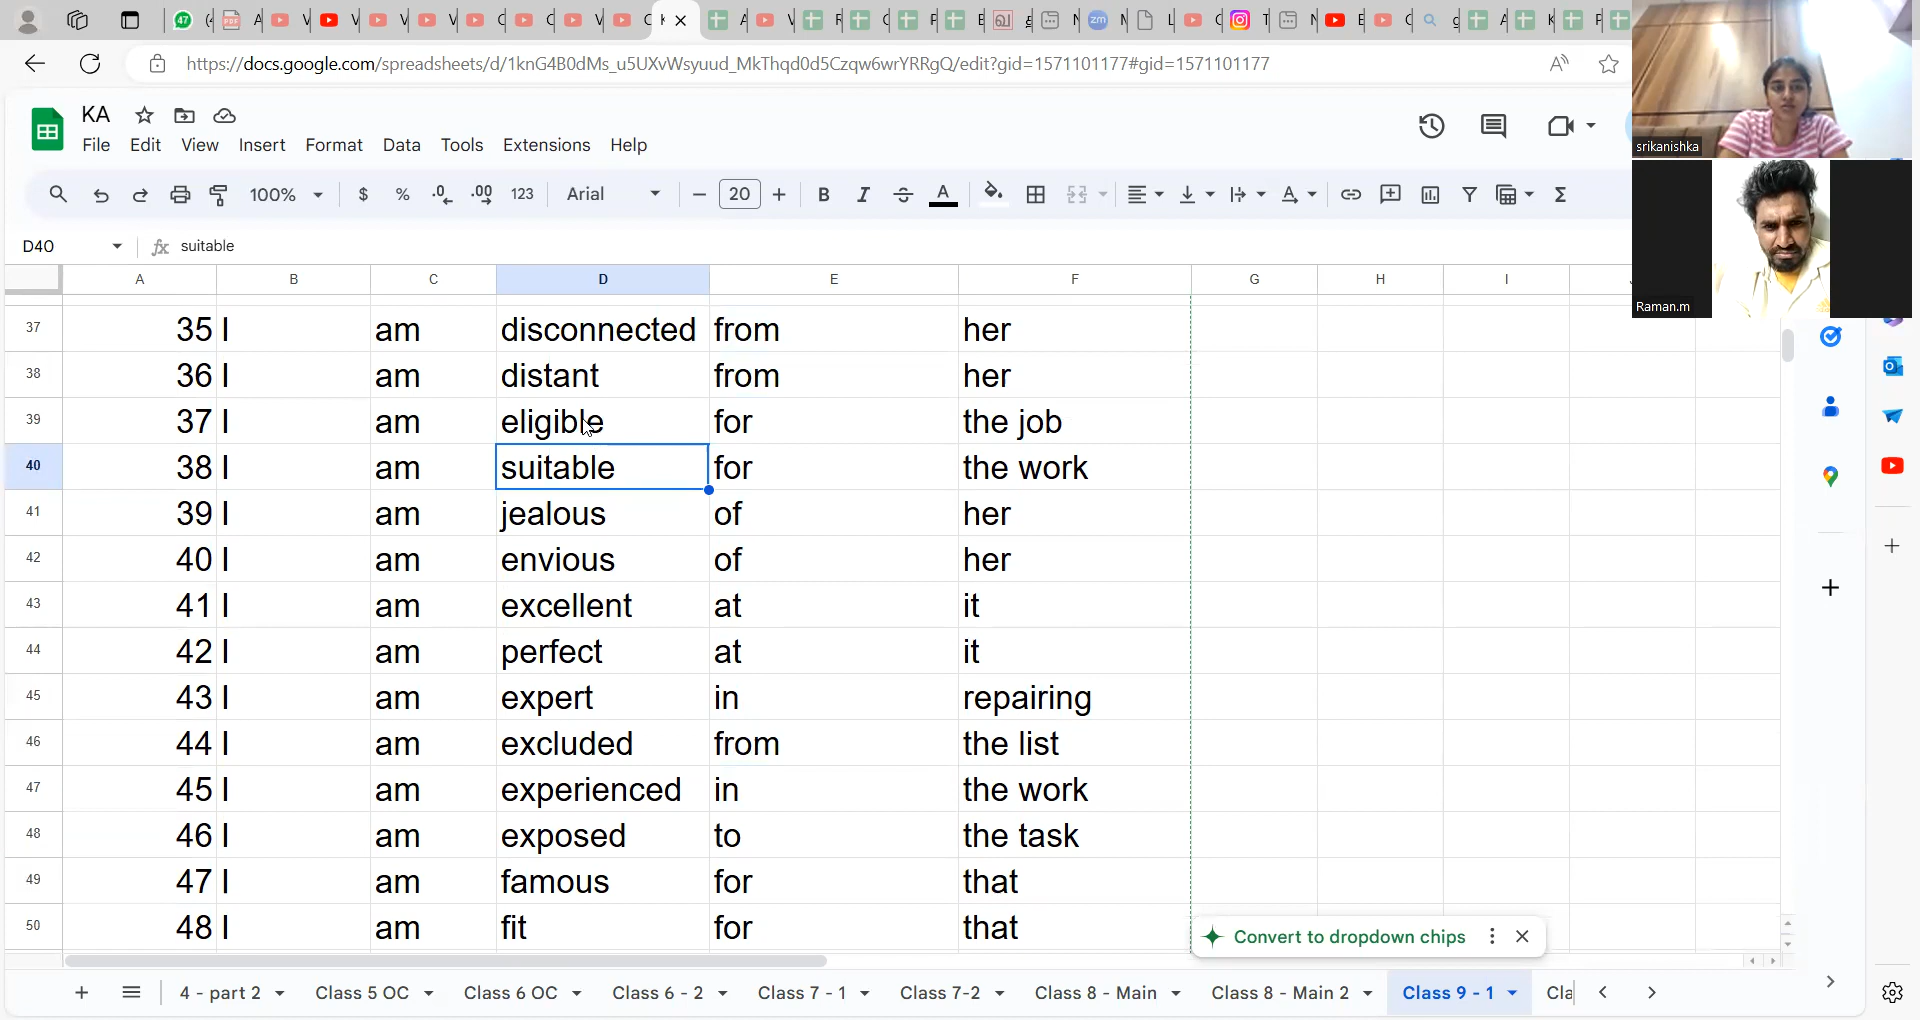 https://docs.google.com/spreadsheets/d/1knG4B0dMs_u5UXvWsyuud_MkThqd0d5Czqw6wrYRRgQ/edit?gid=1571101177#gid=1571101177
KA
File Edit View Insert Format Data Tools Extensions Help
100% $ % .0 .00 123 Arial 20 B I A
D40 fx suitable
A B C D E F G H I
37 35 I am disconnected from her
38 36 I am distant from her
39 37 I am eligible for the job
40 38 I am suitable for the work
41 39 I am jealous of her
42 40 I am envious of her
43 41 I am excellent at it
44 42 I am perfect at it
45 43 I am expert in repairing
46 44 I am excluded from the list
47 45 I am experienced in the work
48 46 I am exposed to the task
49 47 I am famous for that
50 48 I am fit for that
Convert to dropdown chips
4 - part 2 Class 5 OC Class 6 OC Class 6 - 2 Class 7 - 1 Class 7-2 Class 8 - Main Class 8 - Main 2 Class 9 - 1 Cla
srikanishka
Raman.m